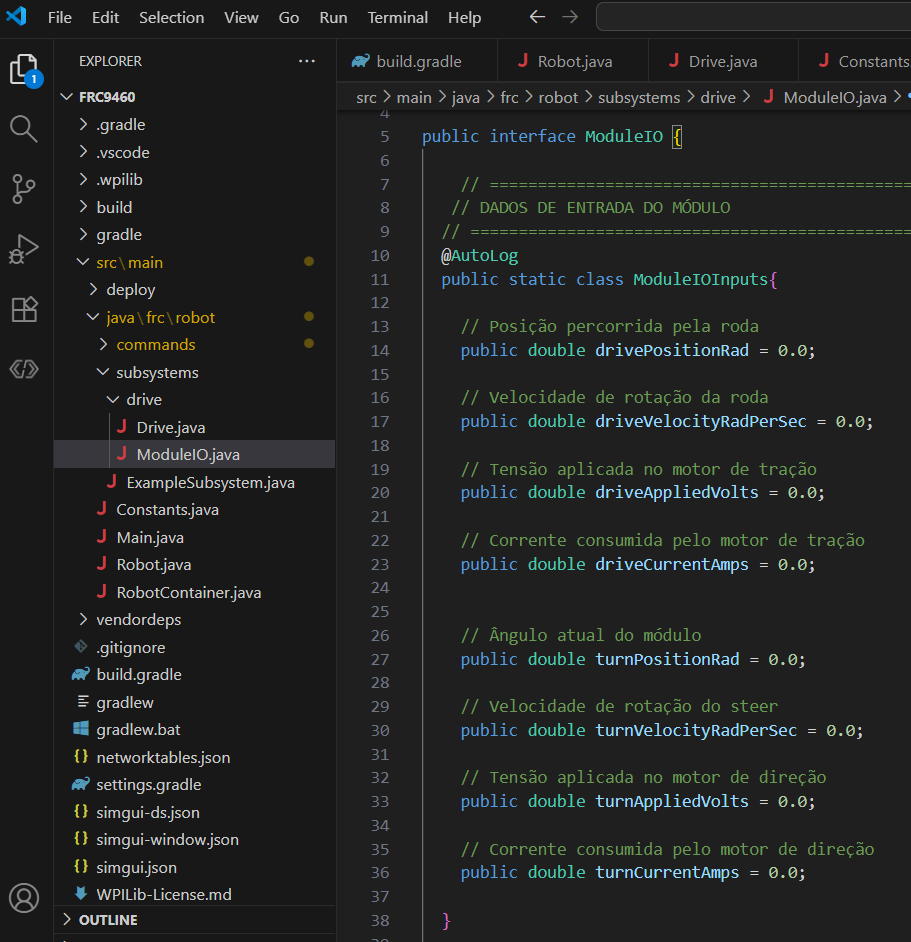 File Edit Selection View Go Run Terminal Help
1
EXPLORER
FRC9460
.gradle
.vscode
.wpilib
build
gradle
src\main
deploy
java\frc\robot
commands
subsystems
drive
Drive.java
ModuleIO.java
ExampleSubsystem.java
Constants.java
Main.java
Robot.java
RobotContainer.java
vendordeps
.gitignore
build.gradle
gradlew
gradlew.bat
networktables.json
settings.gradle
simgui-ds.json
simgui-window.json
simgui.json
WPILib-License.md
OUTLINE
build.gradle Robot.java Drive.java Constants
src > main > java > frc > robot > subsystems > drive > ModuleIO.java >
4
5 public interface ModuleIO {
6
7 // ============================================
8 // DADOS DE ENTRADA DO MÓDULO
9 // ==============================================
10 @AutoLog
11 public static class ModuleIOInputs{
12
13 // Posição percorrida pela roda
14 public double drivePositionRad = 0.0;
15
16 // Velocidade de rotação da roda
17 public double driveVelocityRadPerSec = 0.0;
18
19 // Tensão aplicada no motor de tração
20 public double driveAppliedVolts = 0.0;
21
22 // Corrente consumida pelo motor de tração
23 public double driveCurrentAmps = 0.0;
24
25
26 // Ângulo atual do módulo
27 public double turnPositionRad = 0.0;
28
29 // Velocidade de rotação do steer
30 public double turnVelocityRadPerSec = 0.0;
31
32 // Tensão aplicada no motor de direção
33 public double turnAppliedVolts = 0.0;
34
35 // Corrente consumida pelo motor de direção
36 public double turnCurrentAmps = 0.0;
37
38 }